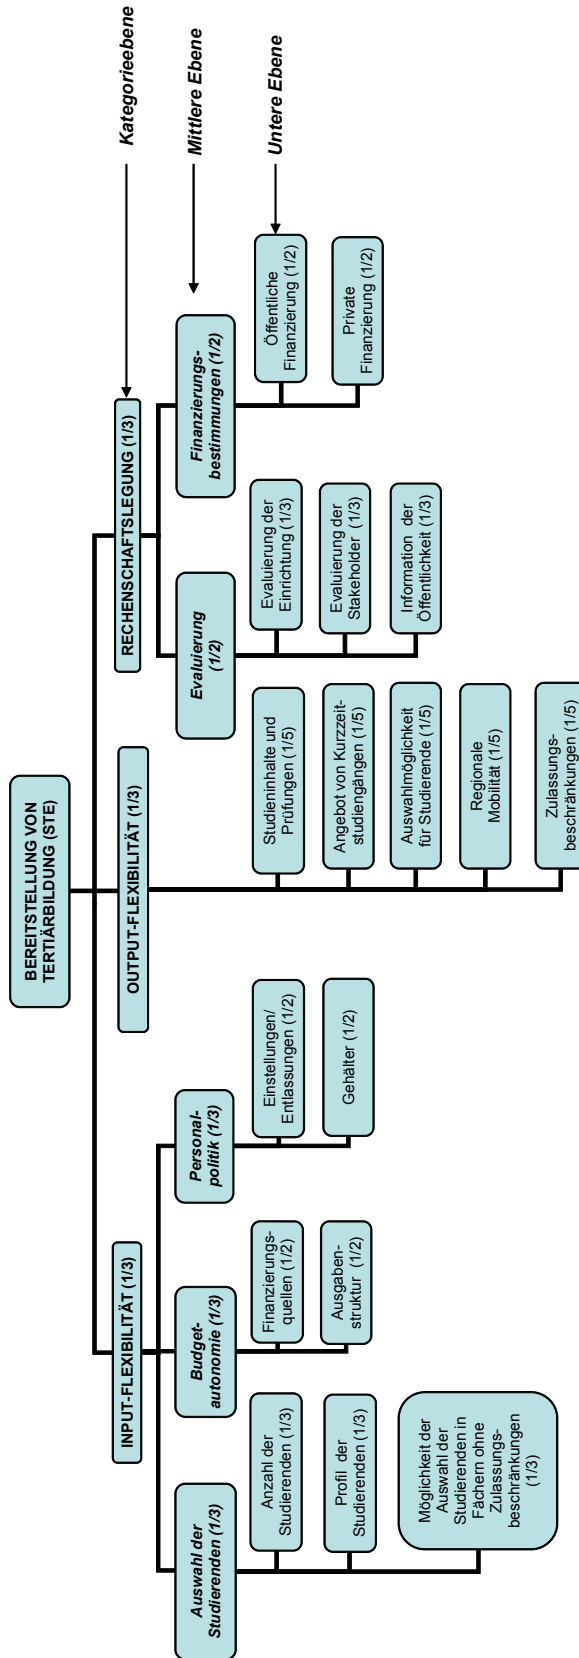 BEREITSTELLUNG VON
TERTIÄRBILDUNG (STE)
INPUT-FLEXIBILITÄT (1/3)
OUTPUT-FLEXIBILITÄT (1/3)
RECHENSCHAFTSLEGUNG (1/3)
Kategorieebene
Auswahl der
Studierenden (1/3)
Budget-
autonomie (1/3)
Personal-
politik (1/3)
Evaluierung
(1/2)
Finanzierungs-
bestimmungen (1/2)
Mittlere Ebene
Anzahl der
Studierenden (1/3)
Profil der
Studierenden (1/3)
Möglichkeit der
Auswahl der
Studierenden in
Fächern ohne
Zulassungs-
beschränkungen
(1/3)
Finanzierungs-
quellen (1/2)
Ausgaben-
struktur (1/2)
Einstellungen/
Entlassungen (1/2)
Gehälter (1/2)
Studieninhalte und
Prüfungen (1/5)
Angebot von Kurzzeit-
studiengängen (1/5)
Auswahlmöglichkeit
für Studierende (1/5)
Regionale
Mobilität (1/5)
Zulassungs-
beschränkungen (1/5)
Evaluierung der
Einrichtung (1/3)
Evaluierung der
Stakeholder (1/3)
Information der
Öffentlichkeit (1/3)
Öffentliche
Finanzierung (1/2)
Private
Finanzierung (1/2)
Untere Ebene